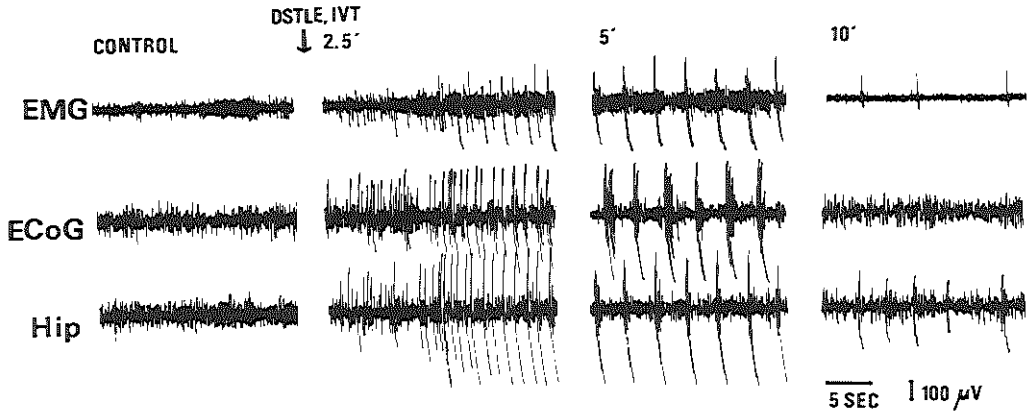 DSTLE, IVT
CONTROL ↓ 2.5´ 5´ 10´
EMG
ECoG
Hip
5 SEC 100 µV